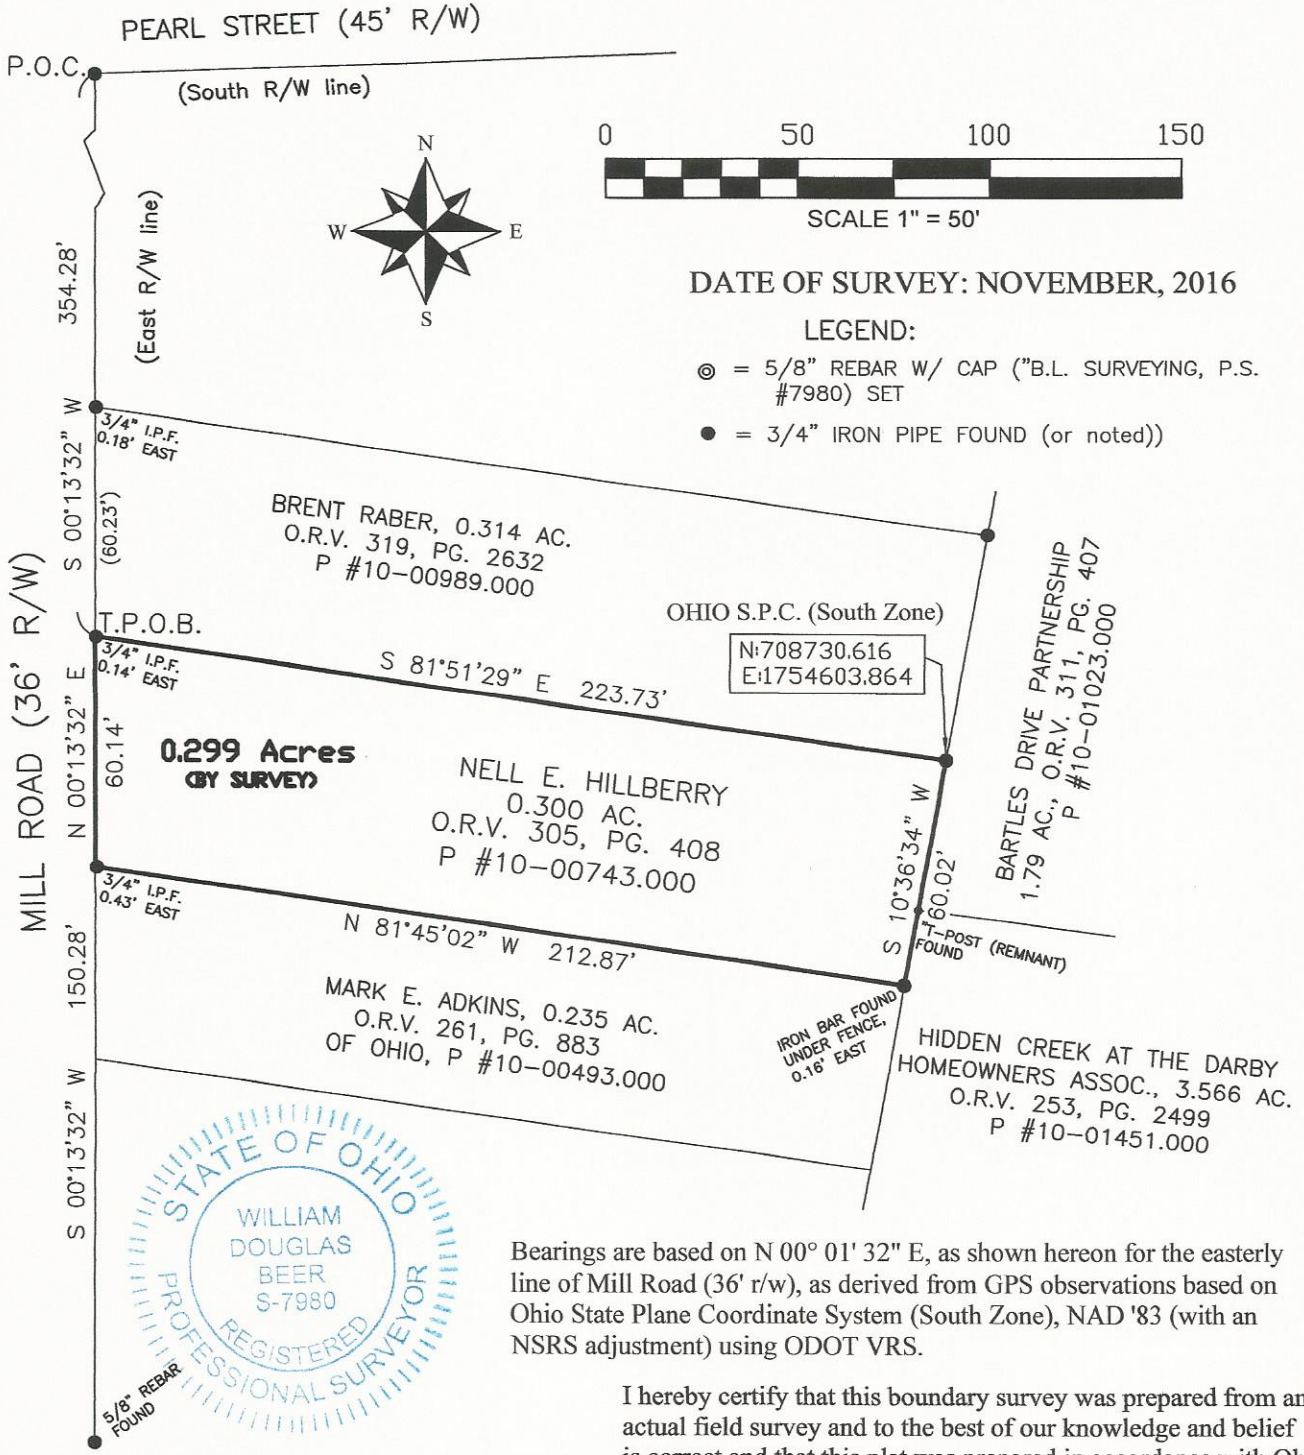 PEARL STREET (45' R/W)
P.O.C.
(South R/W line)
N
W
E
S
0 50 100 150
SCALE 1" = 50'
DATE OF SURVEY: NOVEMBER, 2016
LEGEND:
= 5/8" REBAR W/ CAP ("B.L. SURVEYING, P.S.
#7980) SET
= 3/4" IRON PIPE FOUND (or noted))
354.28'
(East R/W line)
3/4" I.P.F.
0.18' EAST
S 00°13'32" W
(60.23')
BRENT RABER, 0.314 AC.
O.R.V. 319, PG. 2632
P #10-00989.000
OHIO S.P.C. (South Zone)
N:708730.616
E:1754603.864
BARTLES DRIVE PARTNERSHIP
1.79 AC., O.R.V. 311, PG. 407
P #10-01023.000
MILL ROAD (36' R/W)
T.P.O.B.
3/4" I.P.F.
0.14' EAST
S 81°51'29" E 223.73'
N 00°13'32" E
60.14'
0.299 Acres
(BY SURVEY)
NELL E. HILLBERRY
0.300 AC.
O.R.V. 305, PG. 408
P #10-00743.000
S 10°36'34" W
60.02'
"T-POST (REMNANT)
FOUND
3/4" I.P.F.
0.43' EAST
N 81°45'02" W 212.87'
150.28'
MARK E. ADKINS, 0.235 AC.
O.R.V. 261, PG. 883
OF OHIO, P #10-00493.000
IRON BAR FOUND
UNDER FENCE,
0.16' EAST
HIDDEN CREEK AT THE DARBY
HOMEOWNERS ASSOC., 3.566 AC.
O.R.V. 253, PG. 2499
P #10-01451.000
S 00°13'32" W
STATE OF OHIO
WILLIAM
DOUGLAS
BEER
S-7980
REGISTERED
PROFESSIONAL SURVEYOR
5/8" REBAR
FOUND
Bearings are based on N 00° 01' 32" E, as shown hereon for the easterly
line of Mill Road (36' r/w), as derived from GPS observations based on
Ohio State Plane Coordinate System (South Zone), NAD '83 (with an
NSRS adjustment) using ODOT VRS.
I hereby certify that this boundary survey was prepared from an
actual field survey and to the best of our knowledge and belief
is correct and that this plat was prepared in accordance with Oh